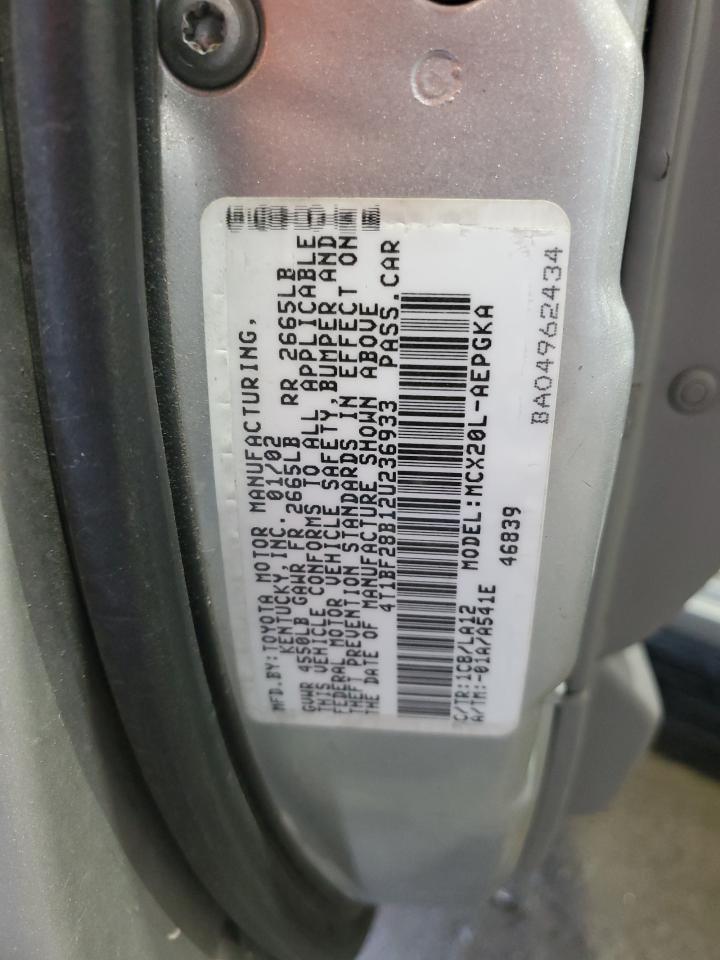 MFD.BY:TOYOTA MOTOR MANUFACTURING,
KENTUCKY,INC. 01/02
GVWR 4550LB GAWR FR 2665LB RR 2665LB
THIS VEHICLE CONFORMS TO ALL APPLICABLE
FEDERAL MOTOR VEHICLE SAFETY,BUMPER AND
THEFT PREVENTION STANDARDS IN EFFECT ON
THE DATE OF MANUFACTURE SHOWN ABOVE
4T1BF28B12U236933 PASS.CAR
C/TR:1C8/LA12 MODEL:MCX20L-AEPGKA
A/TM:-01A/A541E 46839
BA04962434